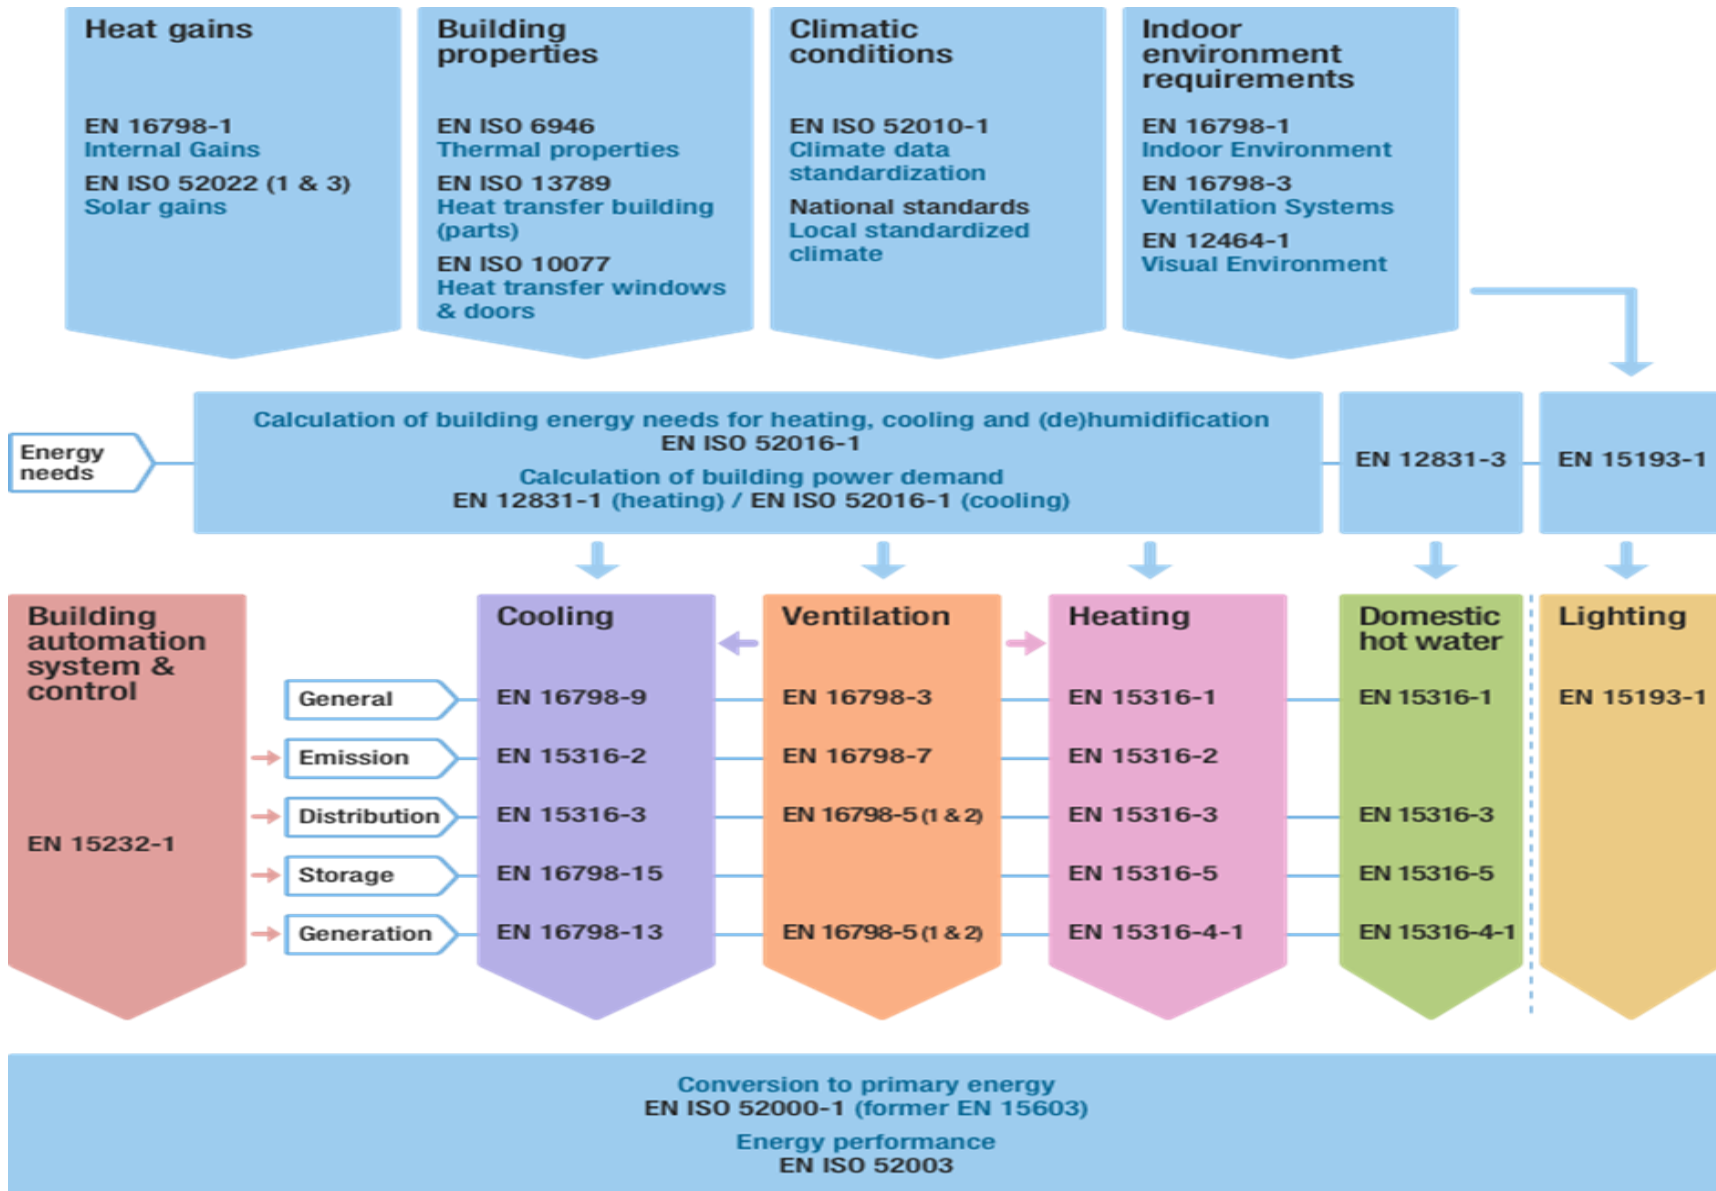 Heat gains
EN 16798-1
Internal Gains
EN ISO 52022 (1 & 3)
Solar gains
Building
properties
EN ISO 6946
Thermal properties
EN ISO 13789
Heat transfer building
(parts)
EN ISO 10077
Heat transfer windows
& doors
Climatic
conditions
EN ISO 52010-1
Climate data
standardization
National standards
Local standardized
climate
Indoor
environment
requirements
EN 16798-1
Indoor Environment
EN 16798-3
Ventilation Systems
EN 12464-1
Visual Environment
Energy
needs
Calculation of building energy needs for heating, cooling and (de)humidification
EN ISO 52016-1
Calculation of building power demand
EN 12831-1 (heating) / EN ISO 52016-1 (cooling)
EN 12831-3
EN 15193-1
Building
automation
system &
control
EN 15232-1
General
Emission
Distribution
Storage
Generation
Cooling
EN 16798-9
EN 15316-2
EN 15316-3
EN 16798-15
EN 16798-13
Ventilation
EN 16798-3
EN 16798-7
EN 16798-5 (1 & 2)
EN 16798-5 (1 & 2)
Heating
EN 15316-1
EN 15316-2
EN 15316-3
EN 15316-5
EN 15316-4-1
Domestic
hot water
EN 15316-1
EN 15316-3
EN 15316-5
EN 15316-4-1
Lighting
EN 15193-1
Conversion to primary energy
EN ISO 52000-1 (former EN 15603)
Energy performance
EN ISO 52003